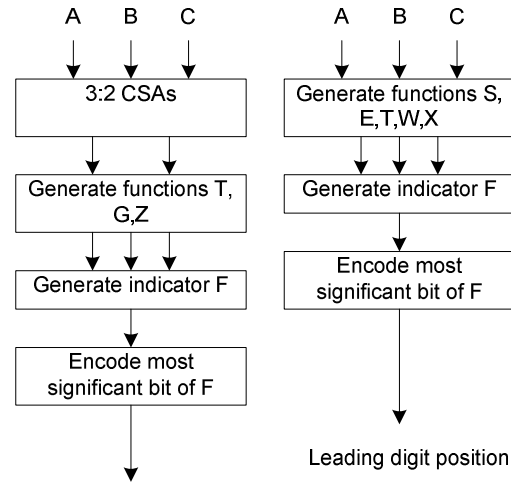 A B C
3:2 CSAs
Generate functions T,
G,Z
Generate indicator F
Encode most
significant bit of F
A B C
Generate functions S,
E,T,W,X
Generate indicator F
Encode most
significant bit of F
Leading digit position